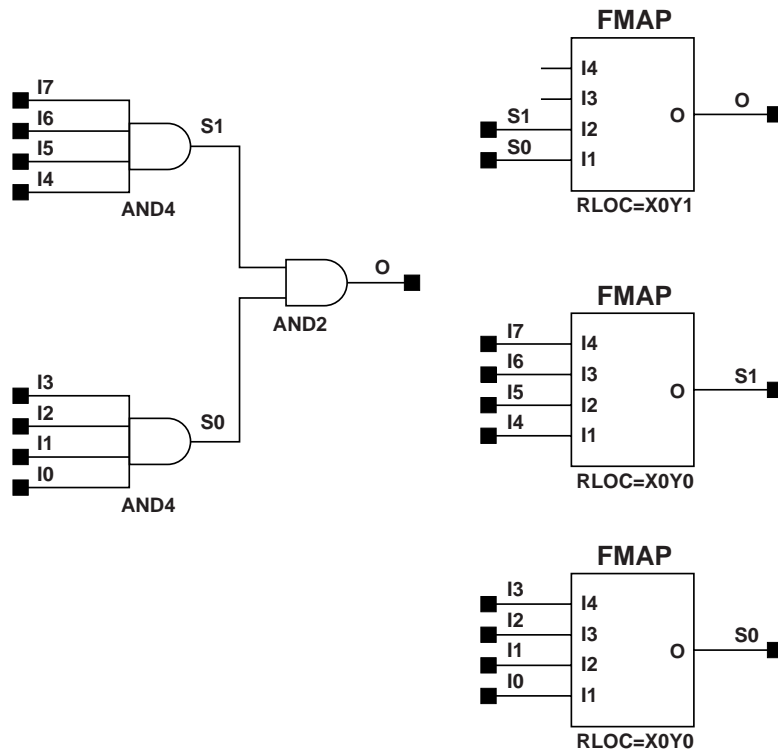 I7
I6
I5
I4
S1
AND4
O
AND2
I3
I2
I1
I0
S0
AND4
FMAP
I4
I3
S1 I2
S0 I1
O O
RLOC=X0Y1
FMAP
I7 I4
I6 I3
I5 I2
I4 I1
O S1
RLOC=X0Y0
FMAP
I3 I4
I2 I3
I1 I2
I0 I1
O S0
RLOC=X0Y0